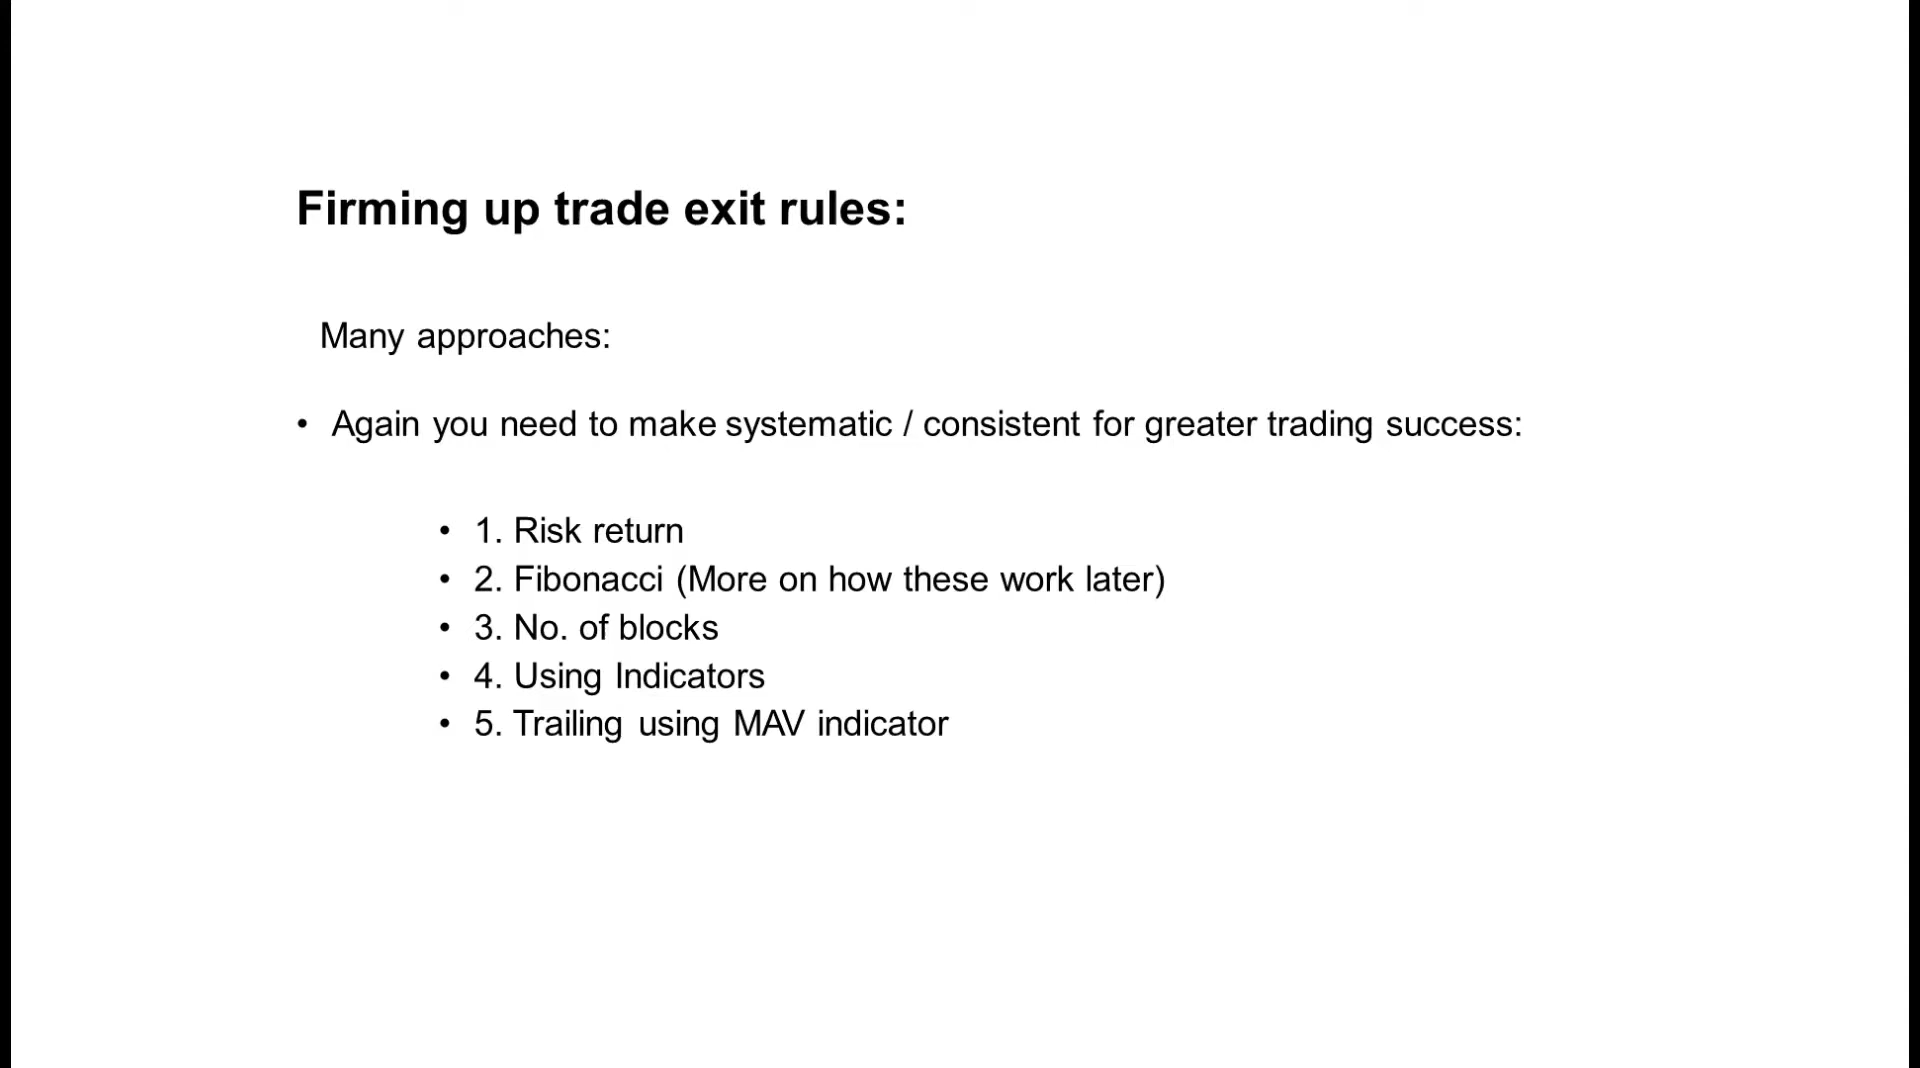 Firming up trade exit rules:
Many approaches:
• Again you need to make systematic / consistent for greater trading success:
• 1. Risk return
• 2. Fibonacci (More on how these work later)
• 3. No. of blocks
• 4. Using Indicators
• 5. Trailing using MAV indicator